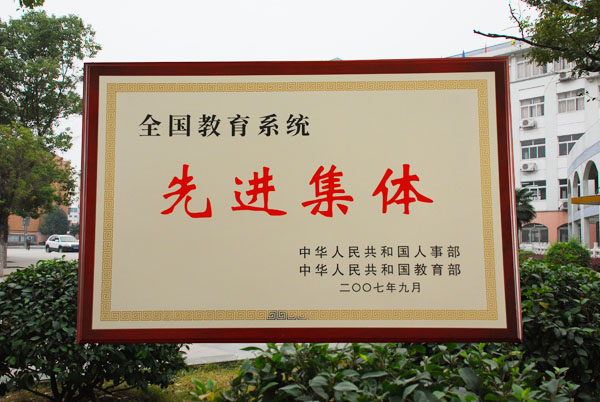 全国教育系统
先进集体
中华人民共和国人事部
中华人民共和国教育部
二〇〇七年九月